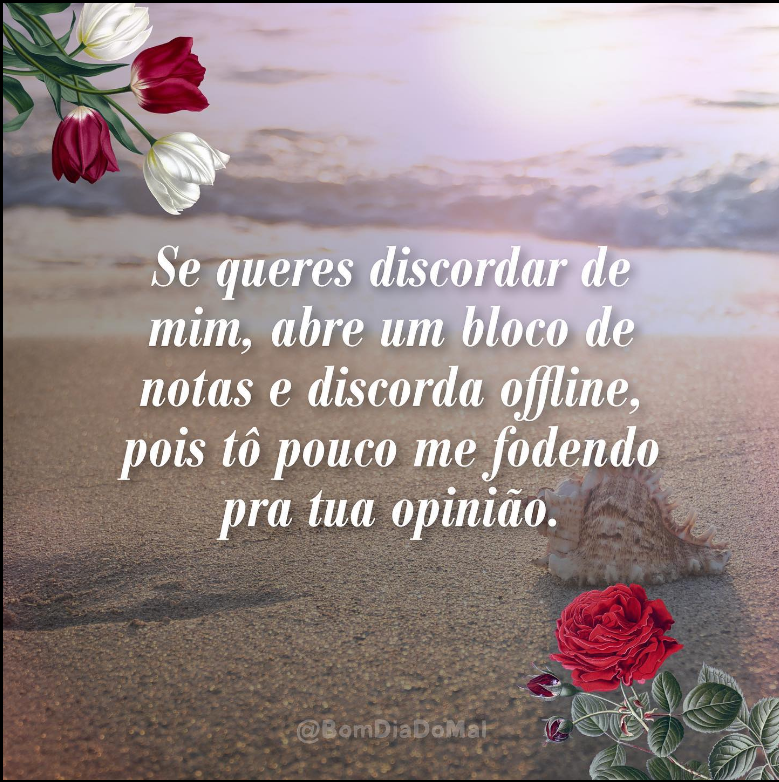 Se queres discordar de
mim, abre um bloco de
notas e discorda offline,
pois tô pouco me fodendo
pra tua opinião.
@BomDiaDoMal